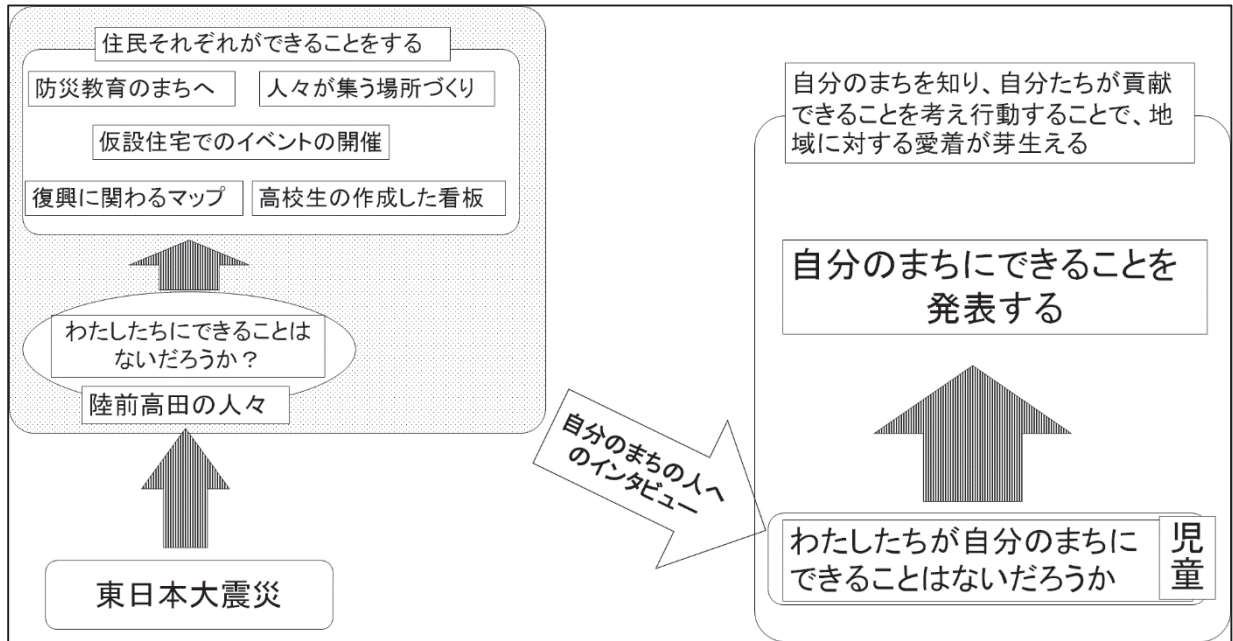 住民それぞれができることをする
防災教育のまちへ
人々が集う場所づくり
仮設住宅でのイベントの開催
復興に関わるマップ
高校生の作成した看板
わたしたちにできることは
ないだろうか？
陸前高田の人々
東日本大震災
自分のまちの人へ
のインタビュー
自分のまちを知り、自分たちが貢献
できることを考え行動することで、地
域に対する愛着が芽生える
自分のまちにできることを
発表する
わたしたちが自分のまちに
できることはないだろうか
児童